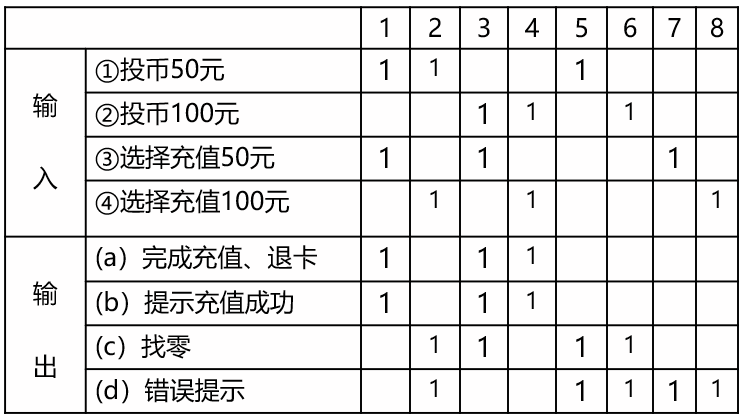 1 2 3 4 5 6 7 8
输入
①投币50元 1 1 1
②投币100元 1 1 1
③选择充值50元 1 1 1
④选择充值100元 1 1 1
输出
(a）完成充值、退卡 1 1 1
(b）提示充值成功 1 1 1
(c）找零 1 1 1 1
(d）错误提示 1 1 1 1 1